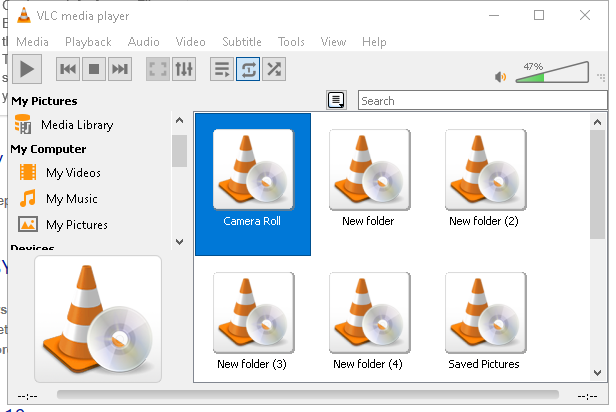 VLC media player
Media Playback Audio Video Subtitle Tools View Help
47%
My Pictures
Search
Media Library
My Computer
My Videos
My Music
My Pictures
Devices
Camera Roll
New folder
New folder (2)
New folder (3)
New folder (4)
Saved Pictures
--:--
--:--